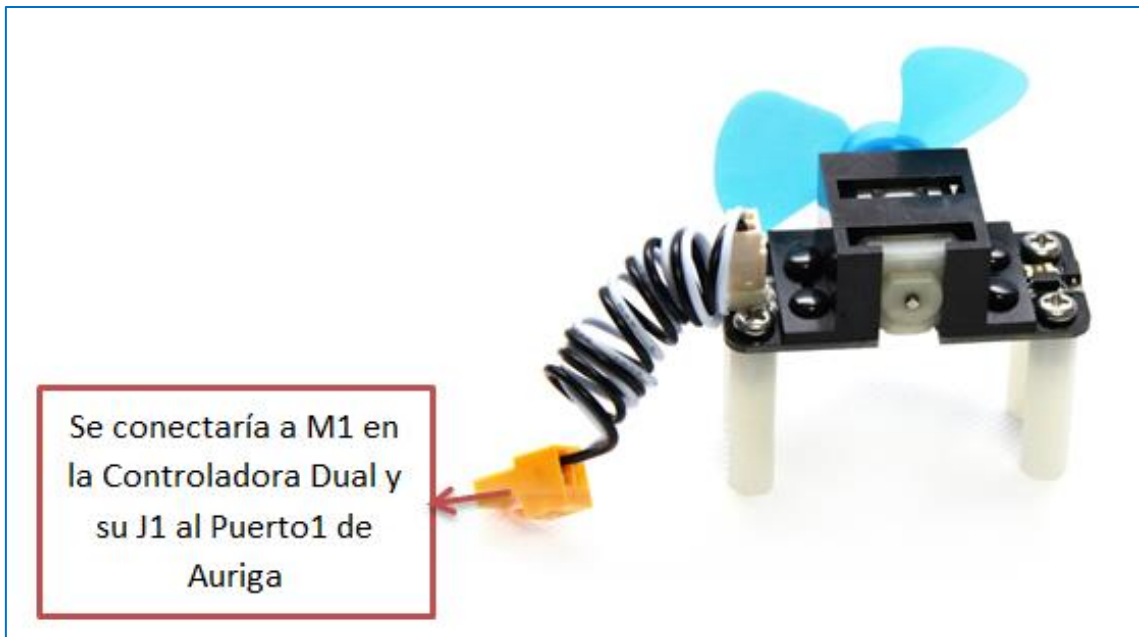 Se conectaría a M1 en
la Controladora Dual y
su J1 al Puerto1 de
Auriga